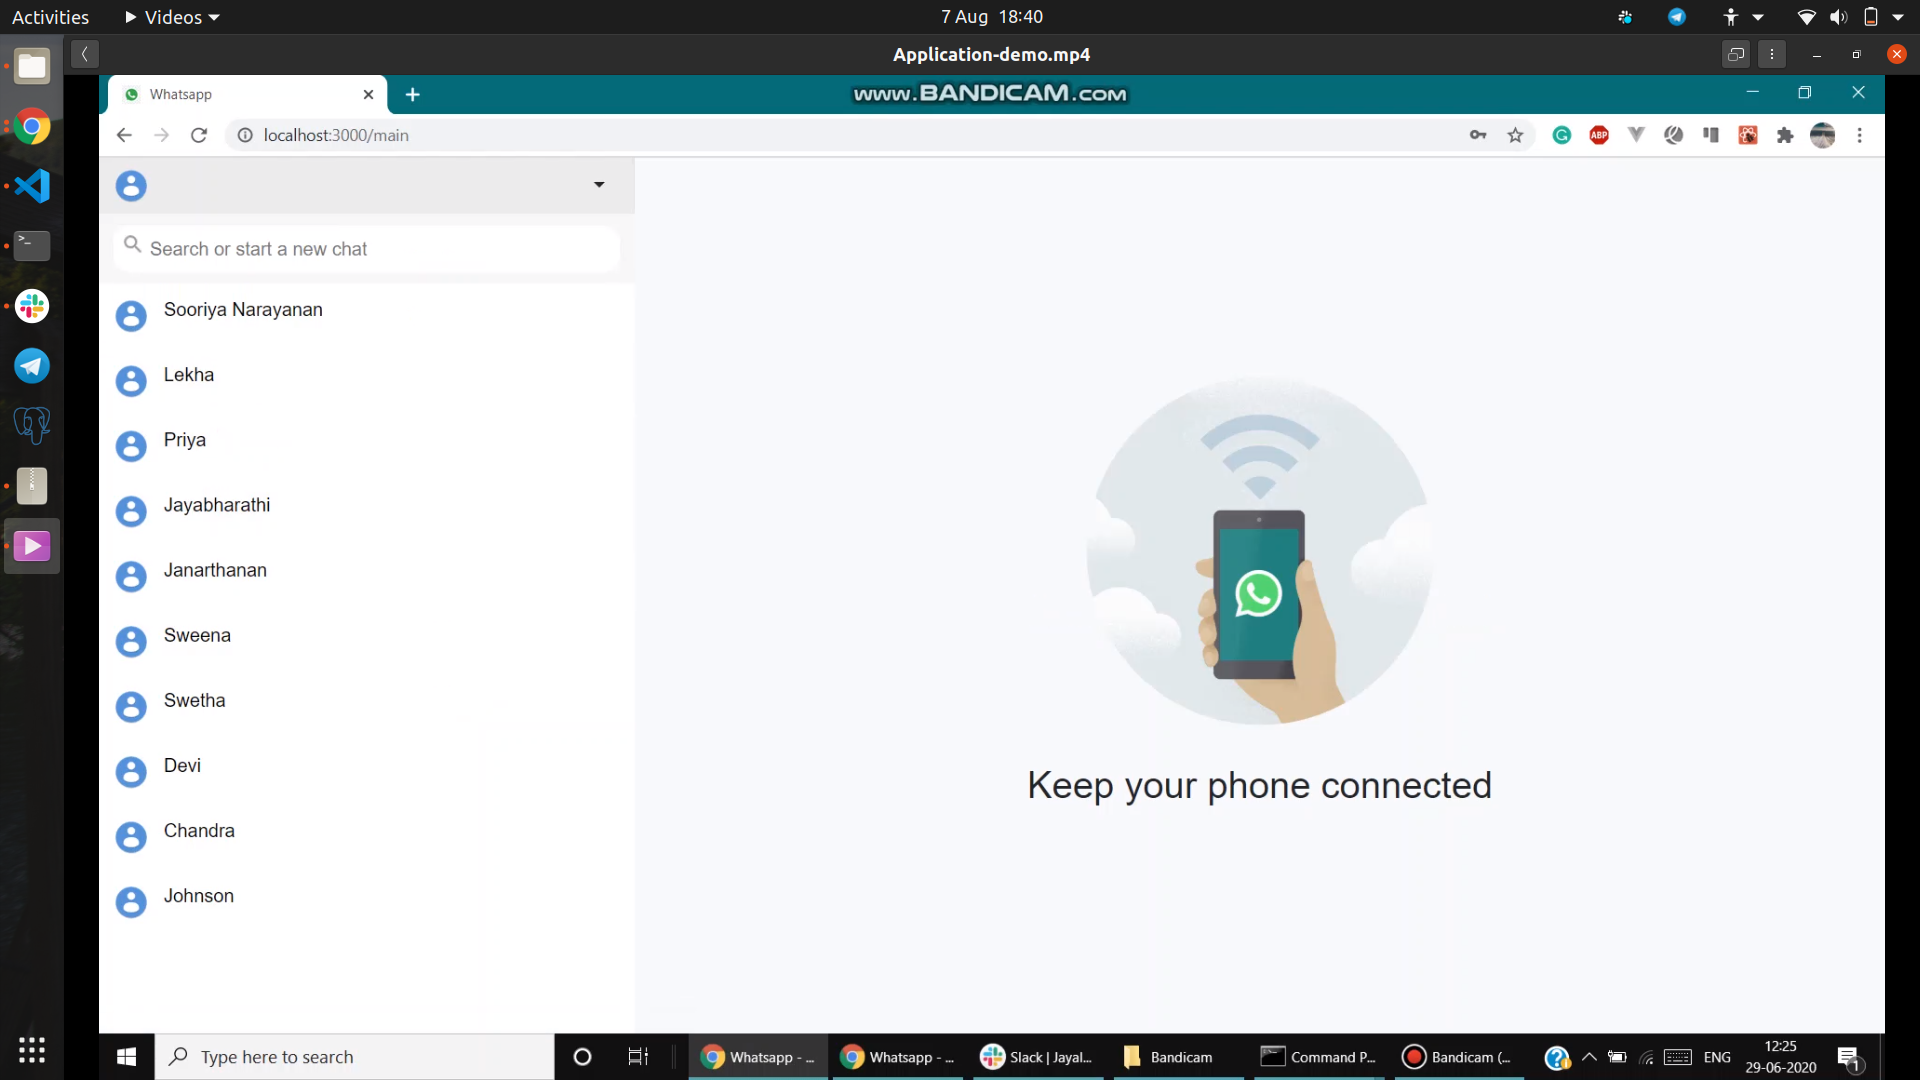 Activities
Videos
7 Aug 18:40
Application-demo.mp4
Whatsapp
www.BANDICAM.com
localhost:3000/main
ABP
Search or start a new chat
Sooriya Narayanan
Lekha
Priya
Jayabharathi
Janarthanan
Sweena
Swetha
Devi
Chandra
Johnson
Keep your phone connected
Type here to search
Whatsapp - ...
Whatsapp - ...
Slack | Jayal...
Bandicam
Command P...
Bandicam (...
ENG
12:25
29-06-2020
1